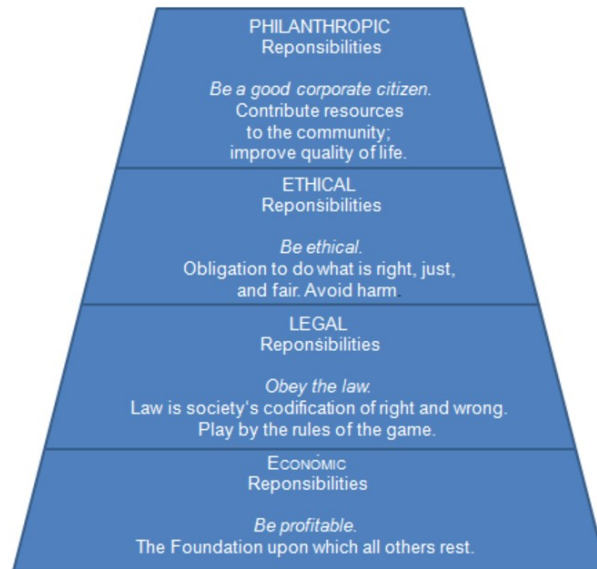 PHILANTHROPIC
Reponsibilities
Be a good corporate citizen.
Contribute resources
to the community;
improve quality of life.
ETHICAL
Reponsibilities
Be ethical.
Obligation to do what is right, just,
and fair. Avoid harm.
LEGAL
Reponsibilities
Obey the law.
Law is society's codification of right and wrong.
Play by the rules of the game.
ECONOMIC
Reponsibilities
Be profitable.
The Foundation upon which all others rest.